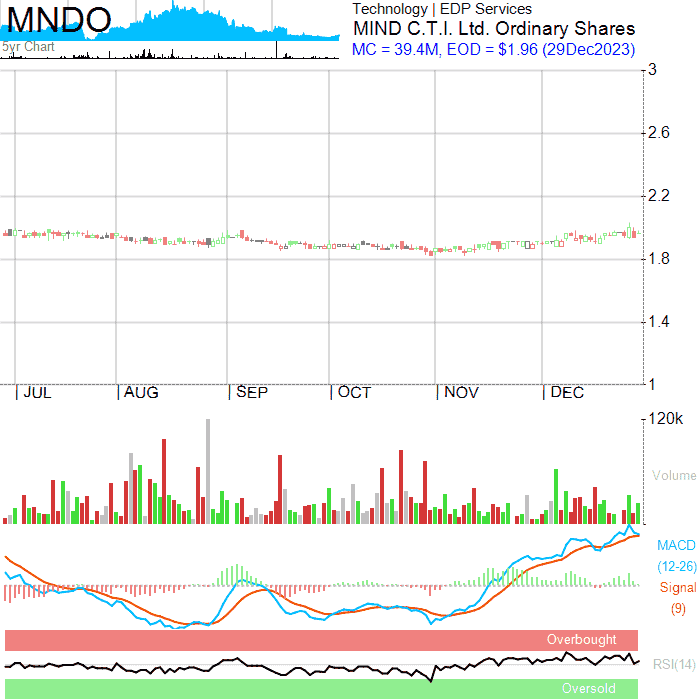 MNDO
5yr Chart
Technology | EDP Services
MIND C.T.I. Ltd. Ordinary Shares
MC = 39.4M, EOD = $1.96 (29Dec2023)
3
2.6
2.2
1.8
1.4
1
| JUL | AUG | SEP | OCT | NOV | DEC
120k
Volume
MACD
(12-26)
Signal
(9)
Overbought
RSI(14)
Oversold